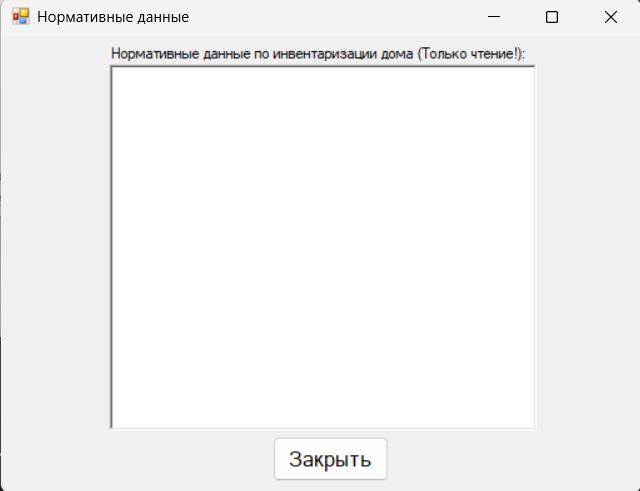 Нормативные данные
Нормативные данные по инвентаризации дома (Только чтение!):
Закрыть